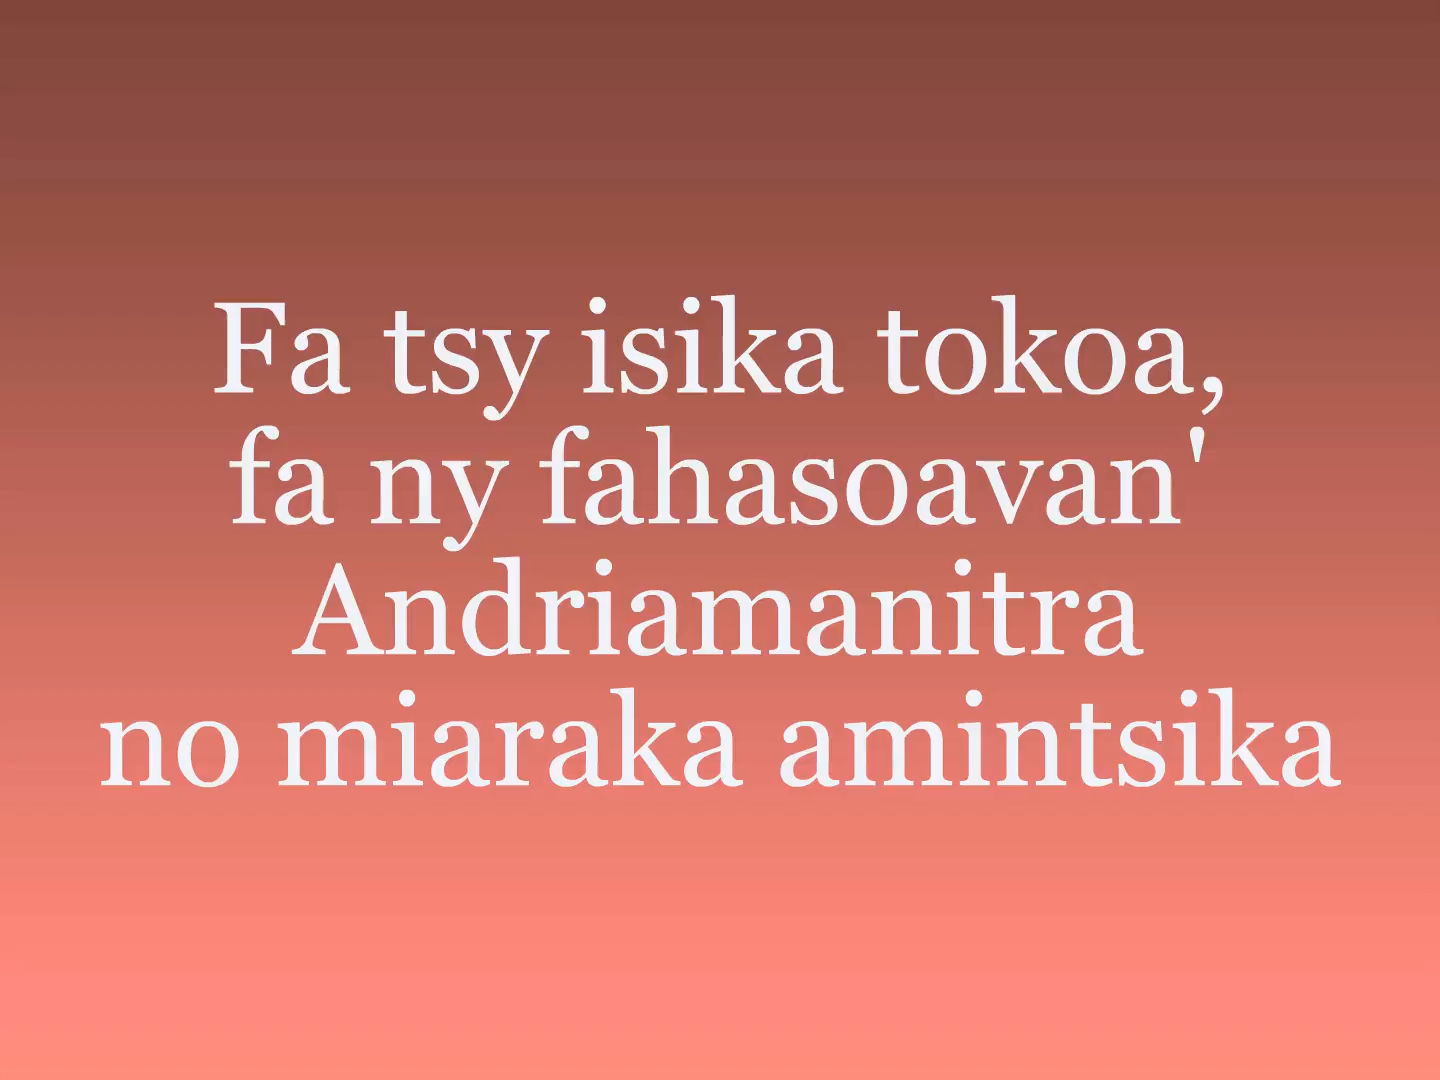 Fa tsy isika tokoa,
fa ny fahasoavan'
Andriamanitra
no miaraka amintsika